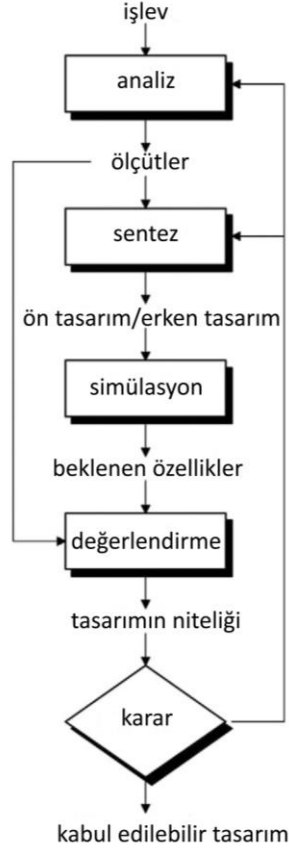 işlev
analiz
ölçütler
sentez
ön tasarım/erken tasarım
simülasyon
beklenen özellikler
değerlendirme
tasarımın niteliği
karar
kabul edilebilir tasarım